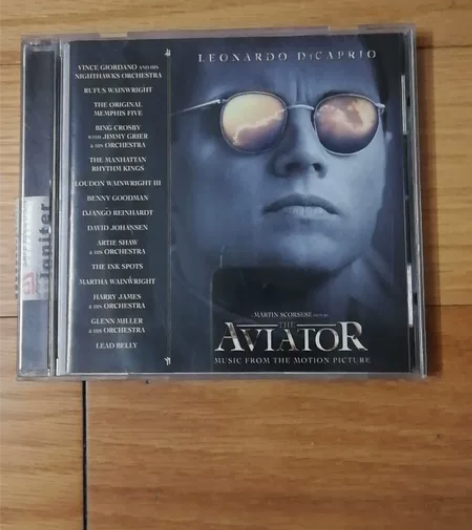 LEONARDO DiCAPRIO
VINCE GIORDANO AND HIS
NIGHTHAWKS ORCHESTRA
RUFUS WAINWRIGHT
THE ORIGINAL
MEMPHIS FIVE
BING CROSBY
WITH JIMMY GRIER
& HIS ORCHESTRA
THE MANHATTAN
RHYTHM KINGS
LOUDON WAINWRIGHT III
BENNY GOODMAN
DJANGO REINHARDT
DAVID JOHANSEN
ARTIE SHAW
& HIS ORCHESTRA
THE INK SPOTS
MARTHA WAINWRIGHT
HARRY JAMES
& HIS ORCHESTRA
GLENN MILLER
& HIS ORCHESTRA
LEAD BELLY
A MARTIN SCORSESE PICTURE
THE
AVIATOR
MUSIC FROM THE MOTION PICTURE